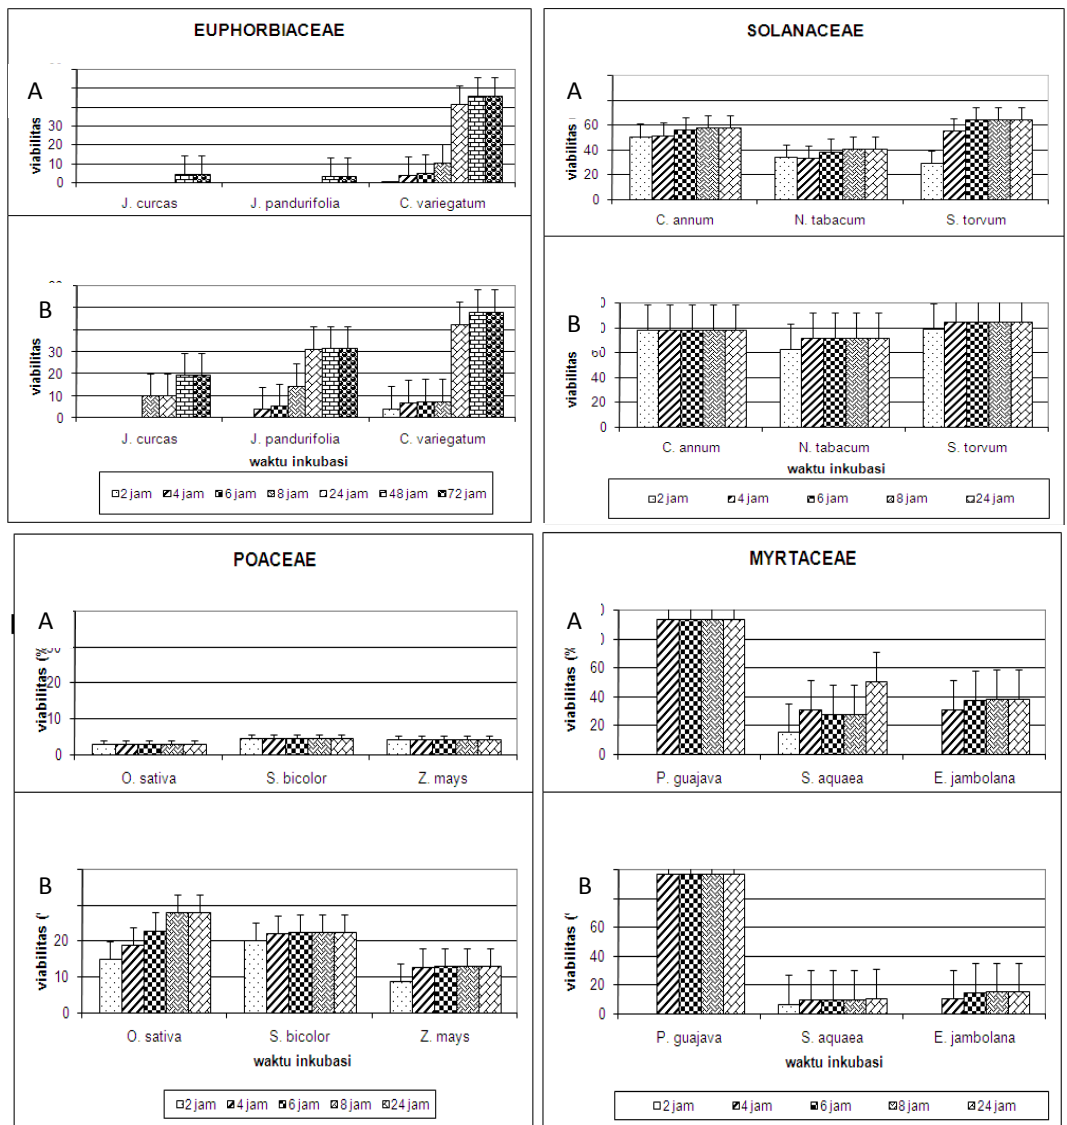 EUPHORBIACEAE
A
viabilitas
30
20
10
0
J. curcas J. pandurifolia C. variegatum
B
viabilitas
30
20
10
0
J. curcas J. pandurifolia C. variegatum
waktu inkubasi
2 jam 4 jam 6 jam 8 jam 24 jam 48 jam 72 jam
SOLANACEAE
A
viabilitas
60
40
20
0
C. annum N. tabacum S. torvum
B
viabilitas
60
40
20
0
C. annum N. tabacum S. torvum
waktu inkubasi
2 jam 4 jam 6 jam 8 jam 24 jam
POACEAE
A
viabilitas (%
20
10
0
O. sativa S. bicolor Z. mays
B
viabilitas (
20
10
0
O. sativa S. bicolor Z. mays
waktu inkubasi
2 jam 4 jam 6 jam 8 jam 24 jam
MYRTACEAE
A
viabilitas (%
60
40
20
0
P. guajava S. aquaea E. jambolana
B
viabilitas (
60
40
20
0
P. guajava S. aquaea E. jambolana
waktu inkubasi
2 jam 4 jam 6 jam 8 jam 24 jam